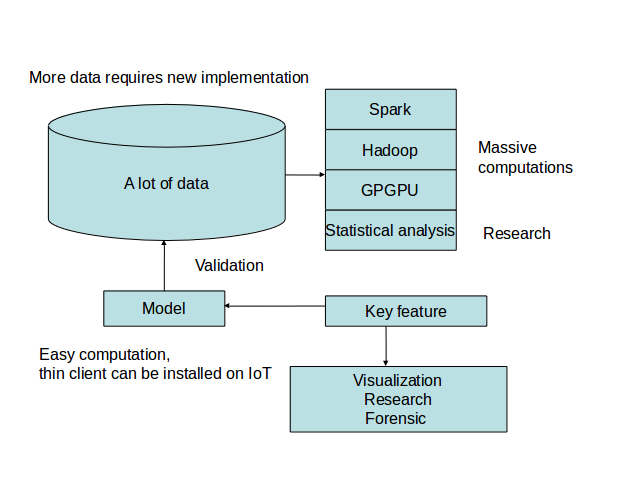 More data requires new implementation
A lot of data
Spark
Hadoop
GPGPU
Statistical analysis
Massive
computations
Research
Validation
Model
Key feature
Easy computation,
thin client can be installed on IoT
Visualization
Research
Forensic